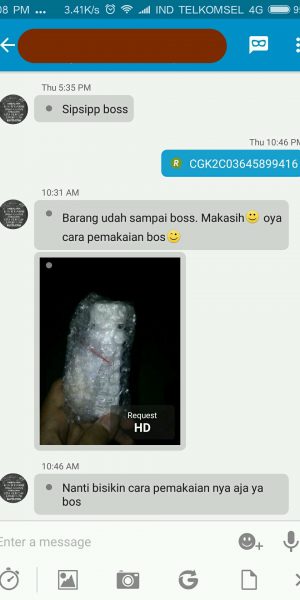 08 PM ... 3.41K/s IND TELKOMSEL 4G
Thu 5:35 PM
Sipsipp boss
Thu 10:46 PM
R CGK2C03645899416
10:31 AM
Barang udah sampai boss. Makasih🙂 oya
cara pemakaian bos🙂
Request
HD
10:46 AM
Nanti bisikin cara pemakaian nya aja ya
bos
Enter a message
G